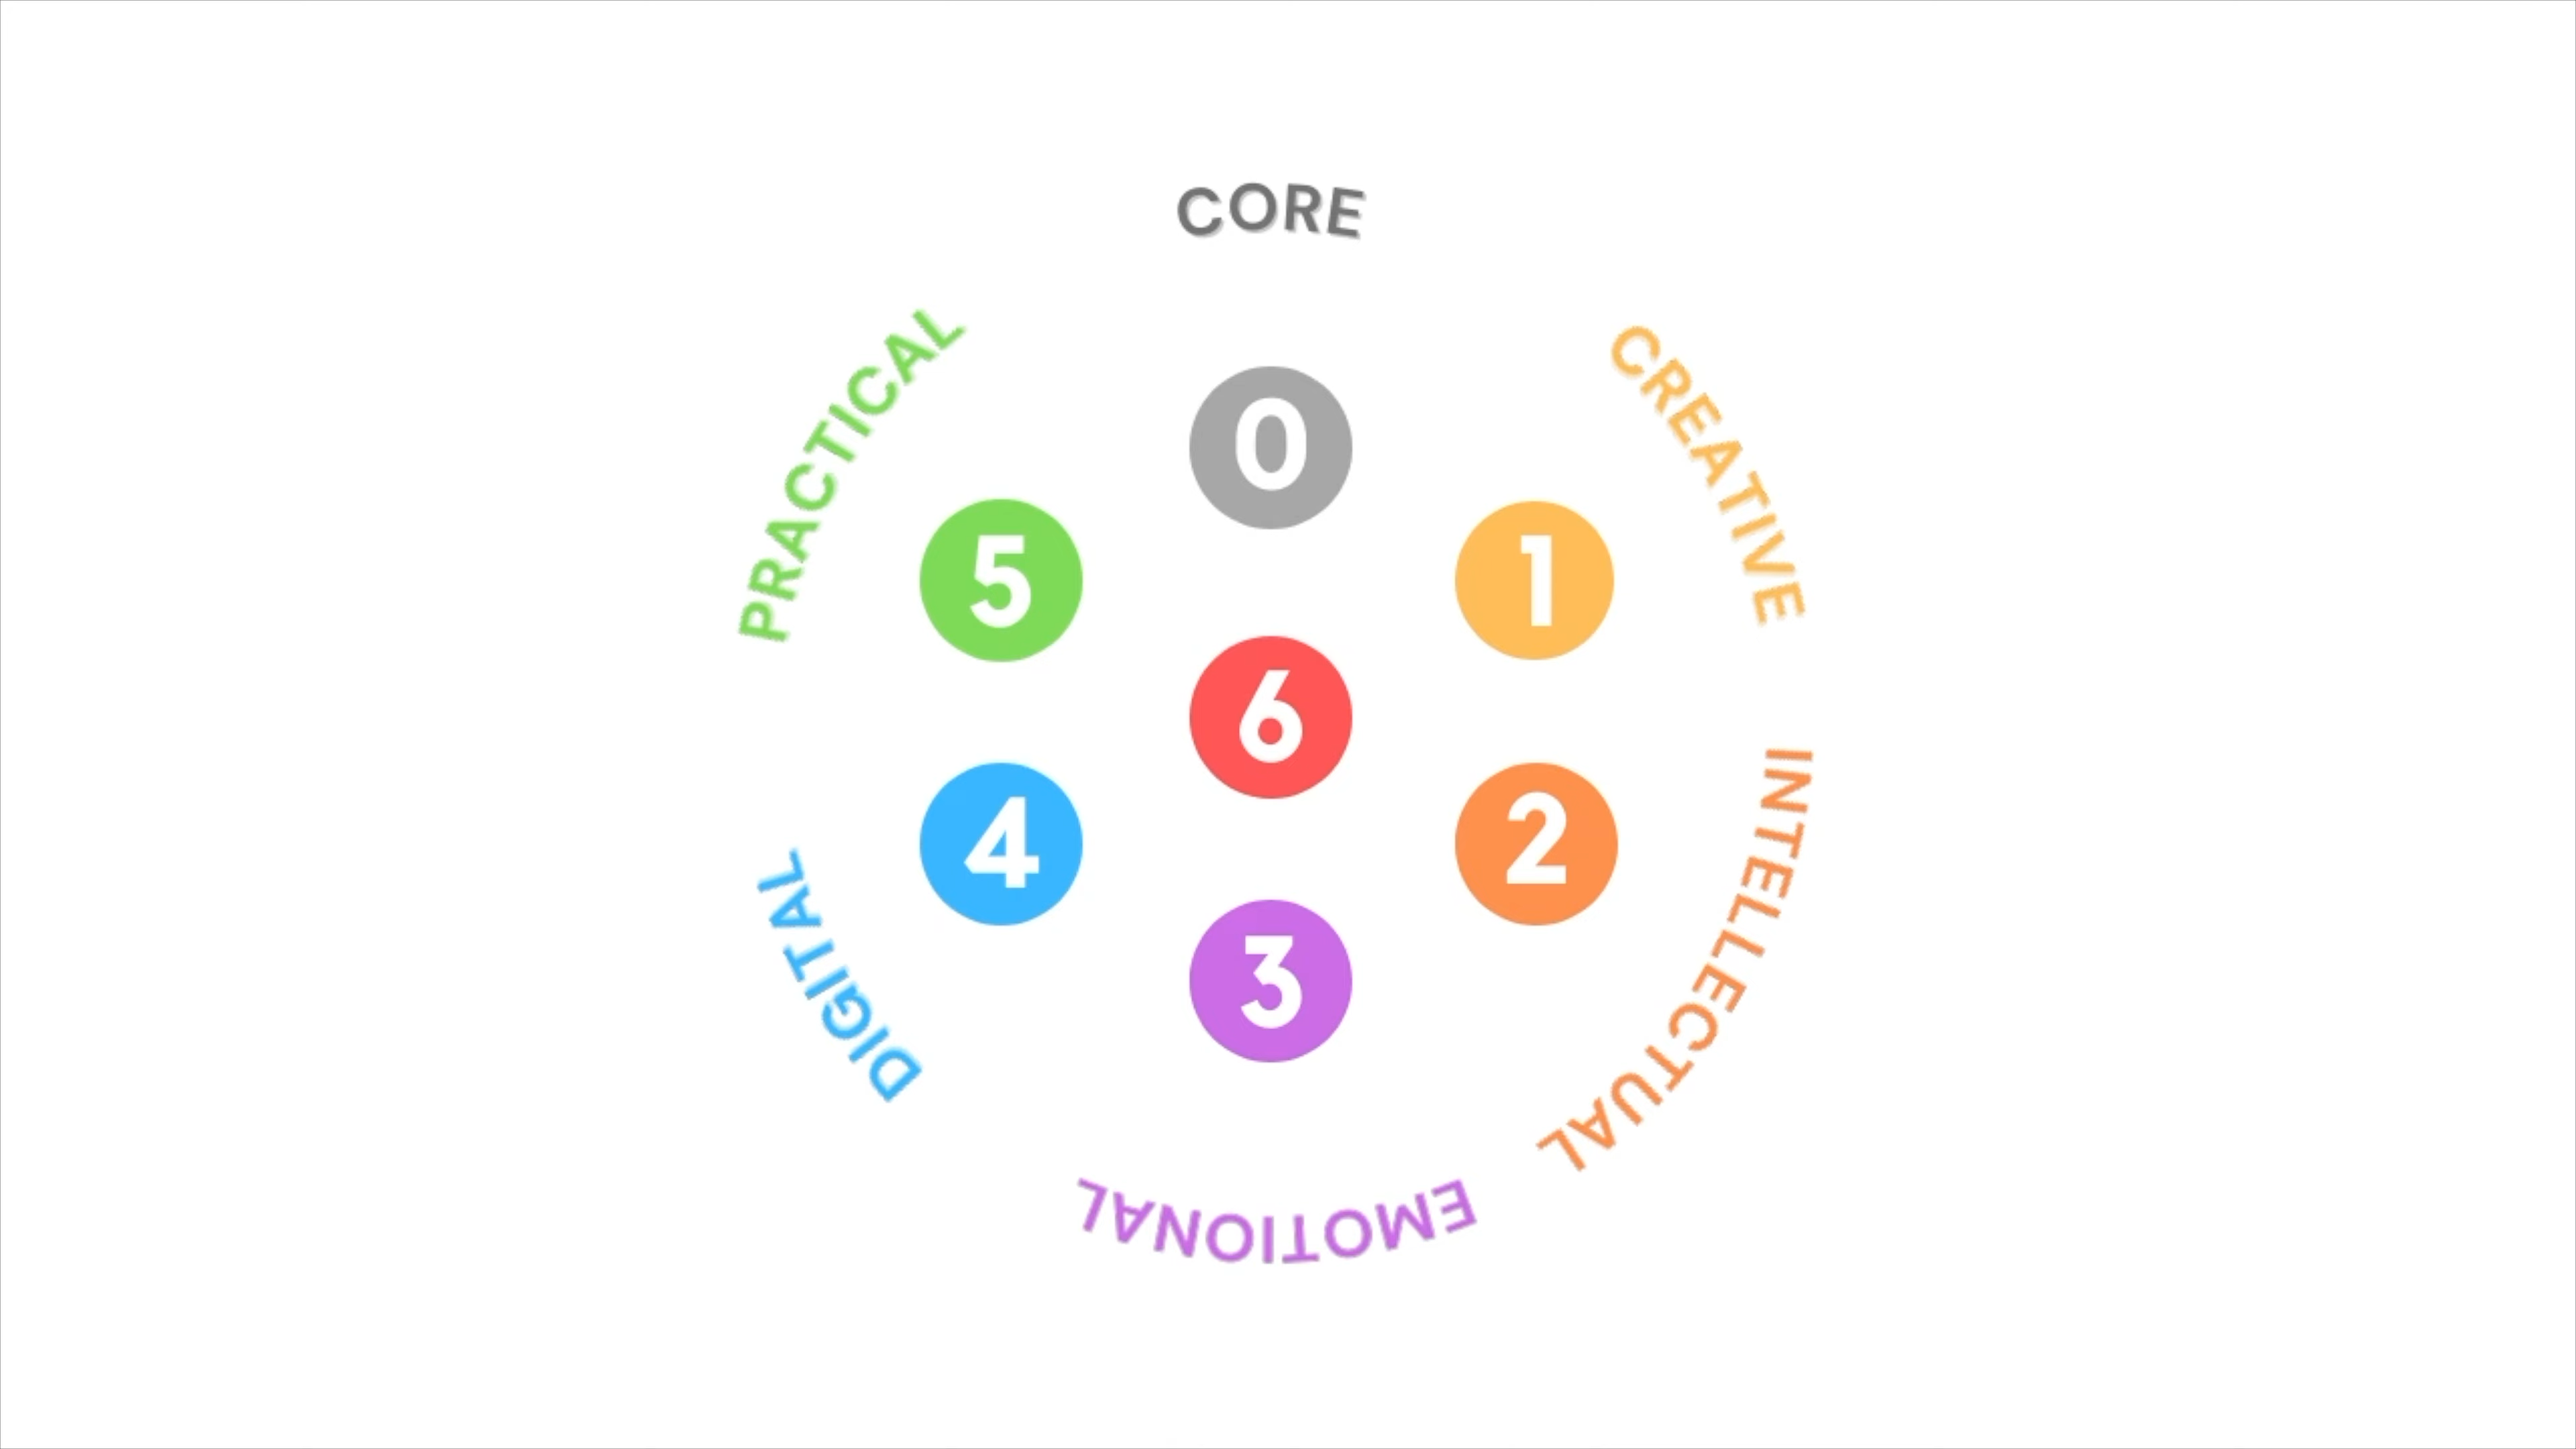 CORE
0
CREATIVE
1
INTELLECTUAL
2
EMOTIONAL
3
DIGITAL
4
PRACTICAL
5
6